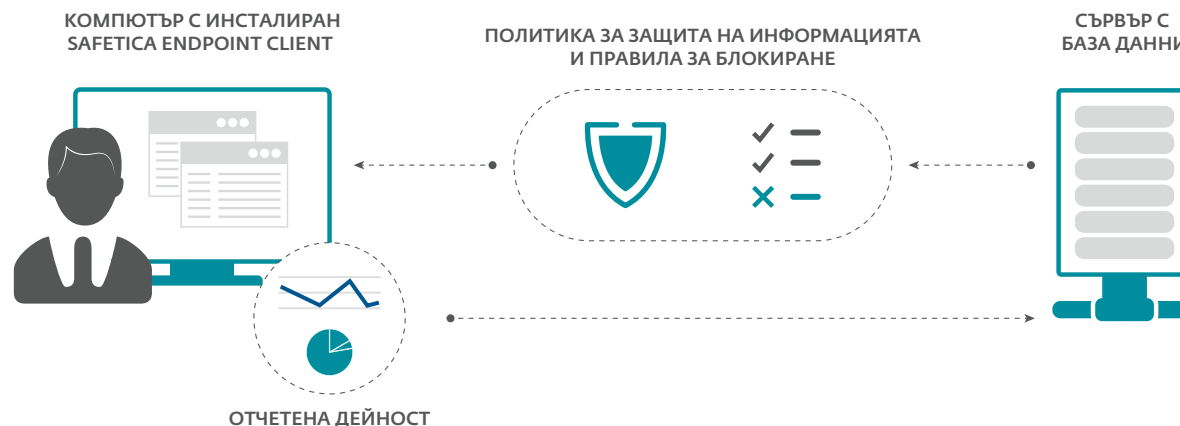 КОМПЮТЪР С ИНСТАЛИРАН
SAFETICA ENDPOINT CLIENT
ПОЛИТИКА ЗА ЗАЩИТА НА ИНФОРМАЦИЯТА
И ПРАВИЛА ЗА БЛОКИРАНЕ
СЪРВЪР С
БАЗА ДАННИ
ОТЧЕТЕНА ДЕЙНОСТ